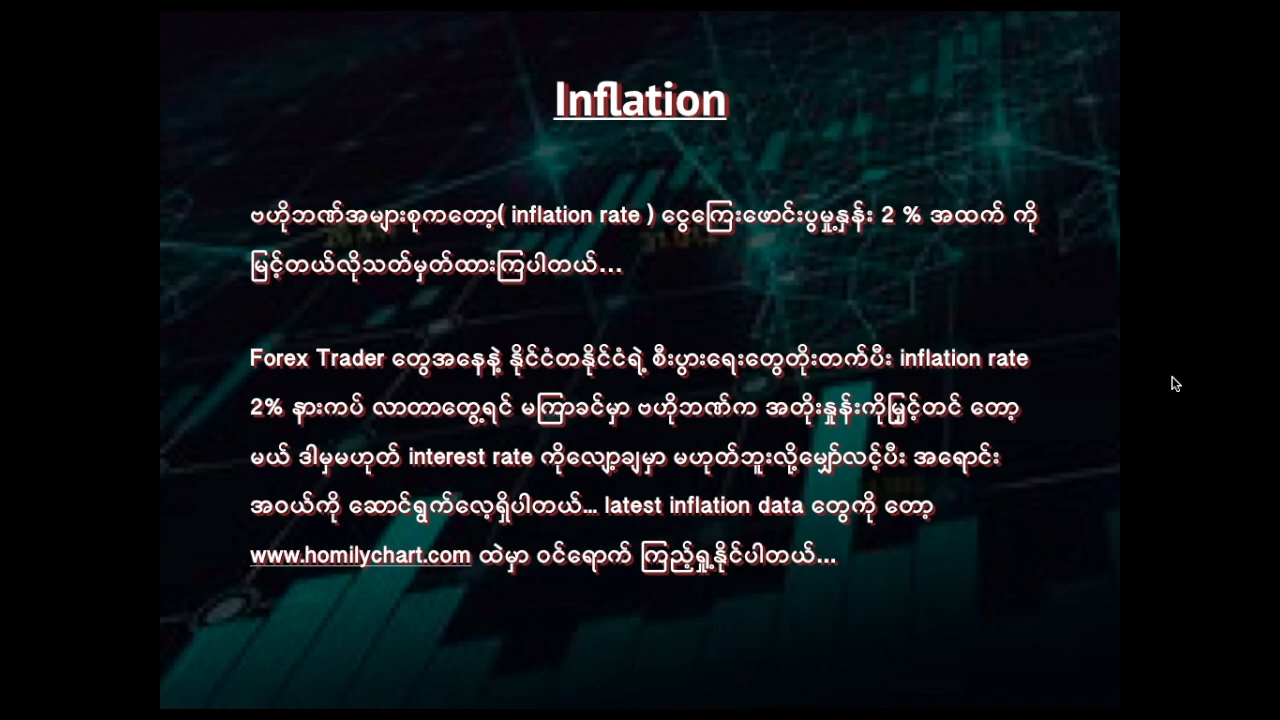 Inflation
ဗဟိုဘဏ်အများစုကတော့( inflation rate ) ငွေကြေးဖောင်းပွမှု့နှန်း 2 % အထက် ကို
မြင့်တယ်လို့သတ်မှတ်ထားကြပါတယ်...
Forex Trader တွေအနေနဲ့ နိုင်ငံတနိုင်ငံရဲ့ စီးပွားရေးတွေတိုးတက်ပီး inflation rate
2% နားကပ် လာတာတွေ့ရင် မကြာခင်မှာ ဗဟိုဘဏ်က အတိုးနှုန်းကိုမြှင့်တင် တော့
မယ် ဒါမှမဟုတ် interest rate ကိုလျော့ချမှာ မဟုတ်ဘူးလို့မျှော်လင့်ပီး အရောင်း
အဝယ်ကို ဆောင်ရွက်လေ့ရှိပါတယ်... latest inflation data တွေကို တော့
www.homilychart.com ထဲမှာ ဝင်ရောက် ကြည့်ရှု့နိုင်ပါတယ်...